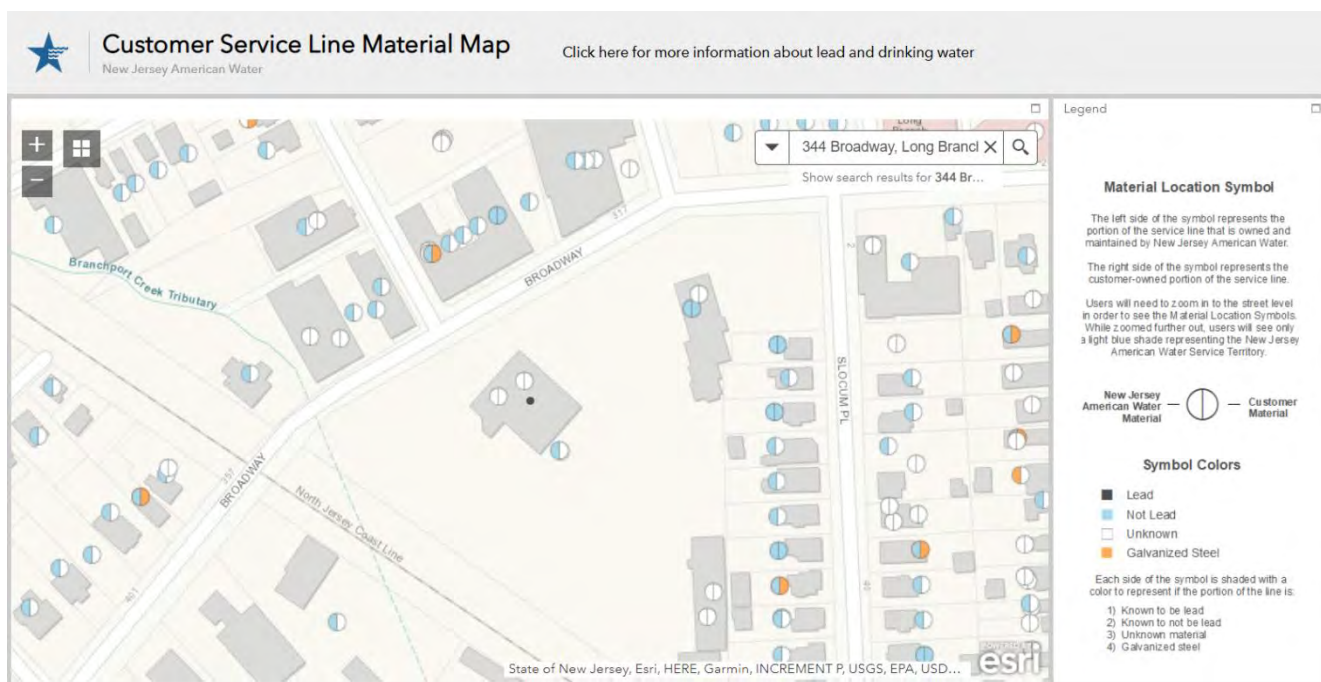 Customer Service Line Material Map
New Jersey American Water
Click here for more information about lead and drinking water
Legend
+
−
344 Broadway, Long Branc
Show search results for 344 Br...
Long
317
BROADWAY
2
Branchport Creek Tributary
SLOCUM PL
357
BROADWAY
North Jersey Coast Line
401
40
State of New Jersey, Esri, HERE, Garmin, INCREMENT P, USGS, EPA, USD...
POWERED BY
esri
Material Location Symbol
The left side of the symbol represents the
portion of the service line that is owned and
maintained by New Jersey American Water.
The right side of the symbol represents the
customer-owned portion of the service line.
Users will need to zoom in to the street level
in order to see the Material Location Symbols.
While zoomed further out, users will see only
a light blue shade representing the New Jersey
American Water Service Territory.
New Jersey
American Water
Material
Customer
Material
Symbol Colors
Lead
Not Lead
Unknown
Galvanized Steel
Each side of the symbol is shaded with a
color to represent if the portion of the line is:
1) Known to be lead
2) Known to not be lead
3) Unknown material
4) Galvanized steel